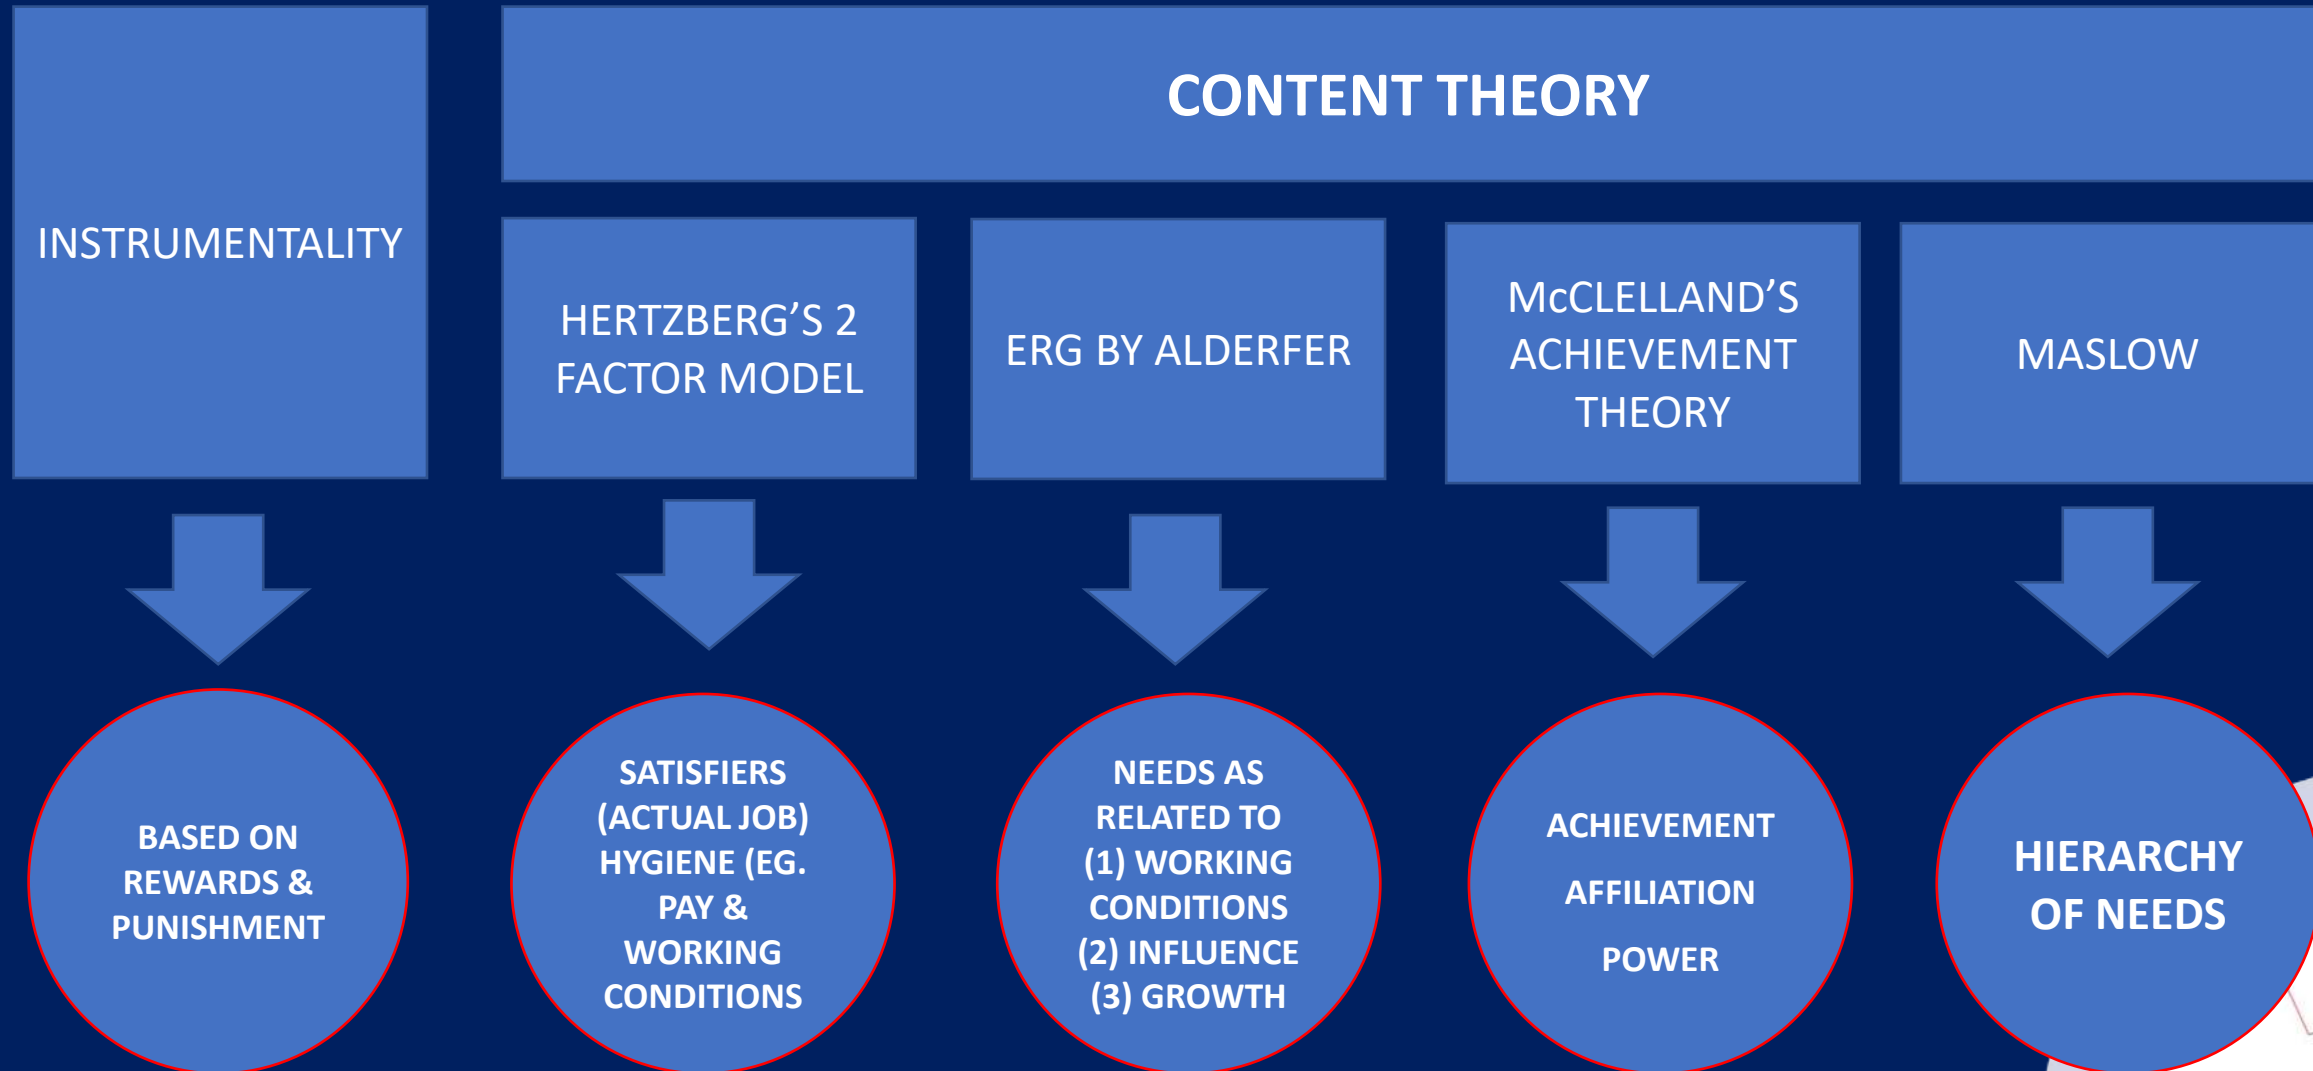 INSTRUMENTALITY
CONTENT THEORY
HERTZBERG’S 2
FACTOR MODEL
ERG BY ALDERFER
McCLELLAND’S
ACHIEVEMENT
THEORY
MASLOW
BASED ON
REWARDS &
PUNISHMENT
SATISFIERS
(ACTUAL JOB)
HYGIENE (EG.
PAY &
WORKING
CONDITIONS
NEEDS AS
RELATED TO
(1) WORKING
CONDITIONS
(2) INFLUENCE
(3) GROWTH
ACHIEVEMENT
AFFILIATION
POWER
HIERARCHY
OF NEEDS